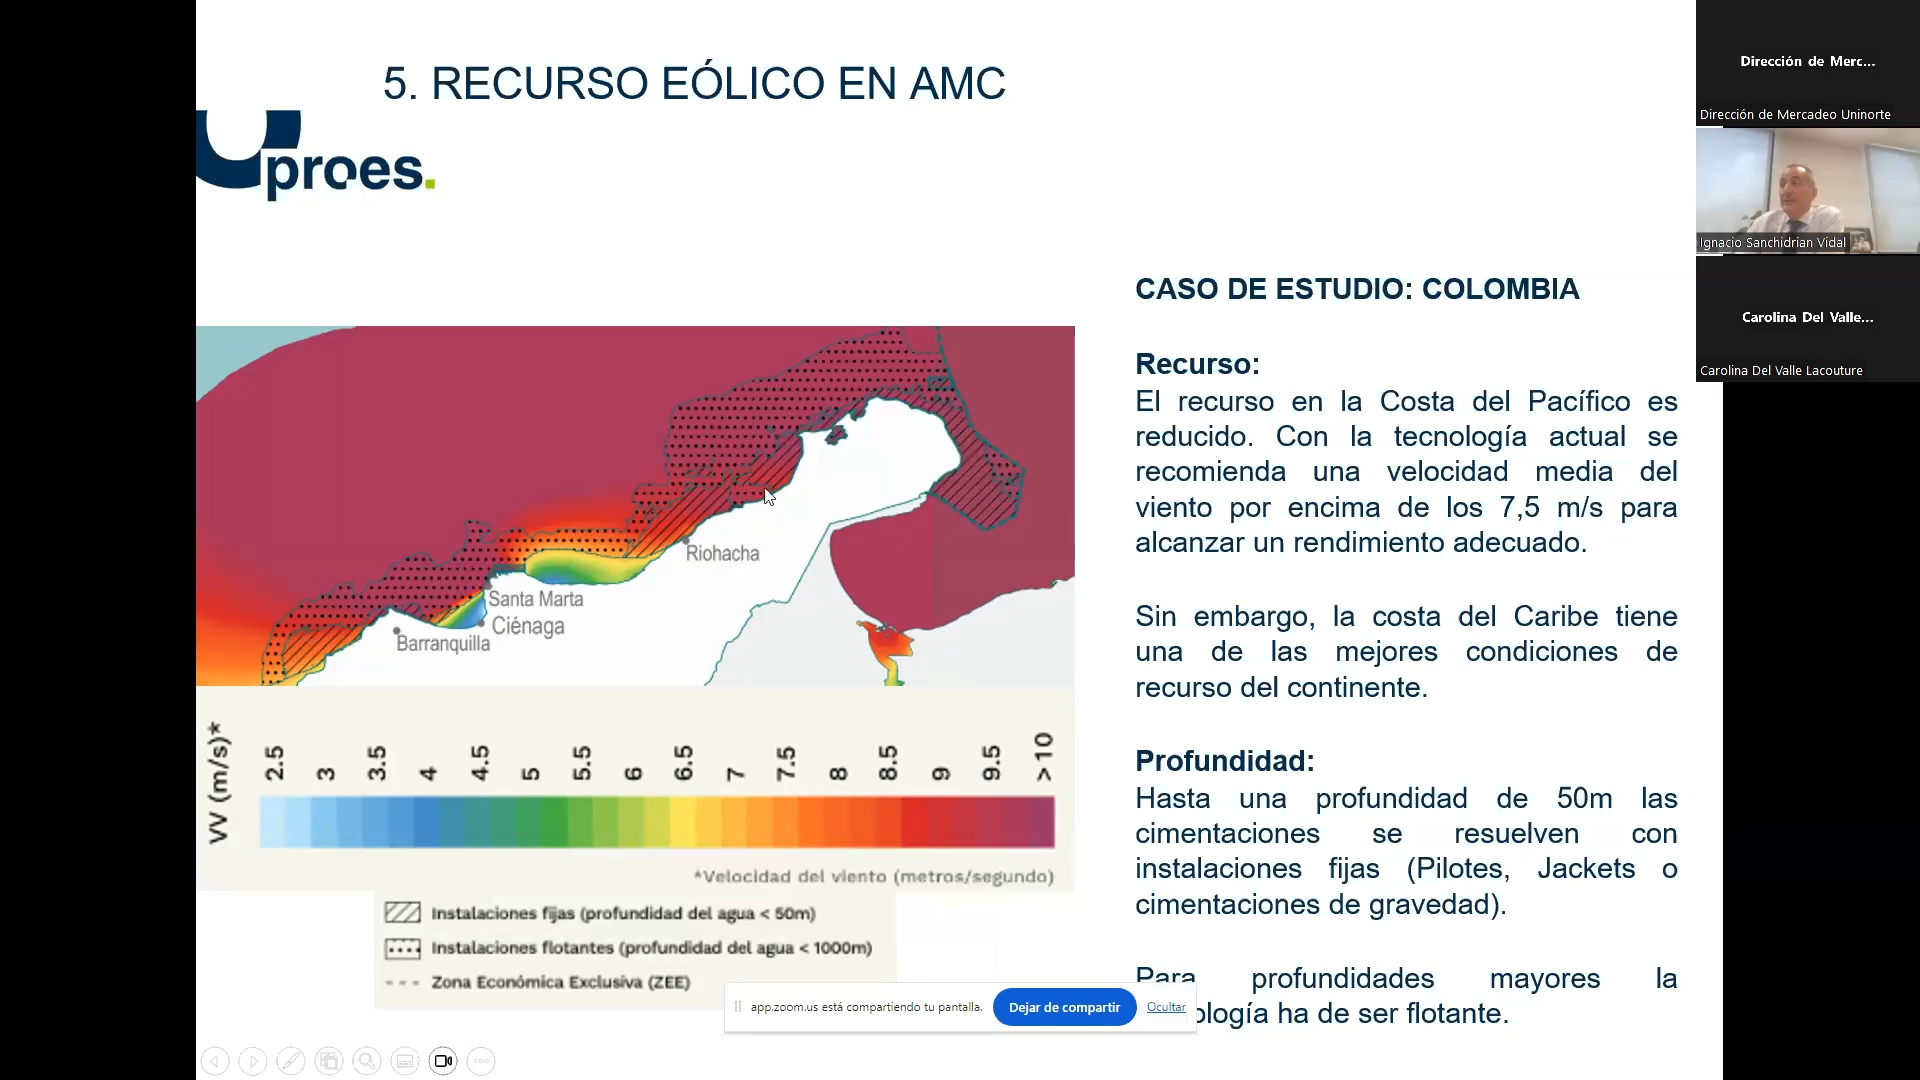 5. RECURSO EÓLICO EN AMC
proes.
CASO DE ESTUDIO: COLOMBIA
Recurso:
El recurso en la Costa del Pacífico es
reducido. Con la tecnología actual se
recomienda una velocidad media del
viento por encima de los 7,5 m/s para
alcanzar un rendimiento adecuado.
Sin embargo, la costa del Caribe tiene
una de las mejores condiciones de
recurso del continente.
Profundidad:
Hasta una profundidad de 50m las
cimentaciones se resuelven con
instalaciones fijas (Pilotes, Jackets o
cimentaciones de gravedad).
Para profundidades mayores la
ología ha de ser flotante.
Riohacha
Santa Marta
Ciénaga
Barranquilla
VV (m/s)*
2.5 3 3.5 4 4.5 5 5.5 6 6.5 7 7.5 8 8.5 9 9.5 >10
*Velocidad del viento (metros/segundo)
Instalaciones fijas (profundidad del agua < 50m)
Instalaciones flotantes (profundidad del agua < 1000m)
Zona Económica Exclusiva (ZEE)
app.zoom.us está compartiendo tu pantalla.
Dejar de compartir
Ocultar
Dirección de Merc...
Dirección de Mercadeo Uninorte
Ignacio Sanchidrian Vidal
Carolina Del Valle...
Carolina Del Valle Lacouture